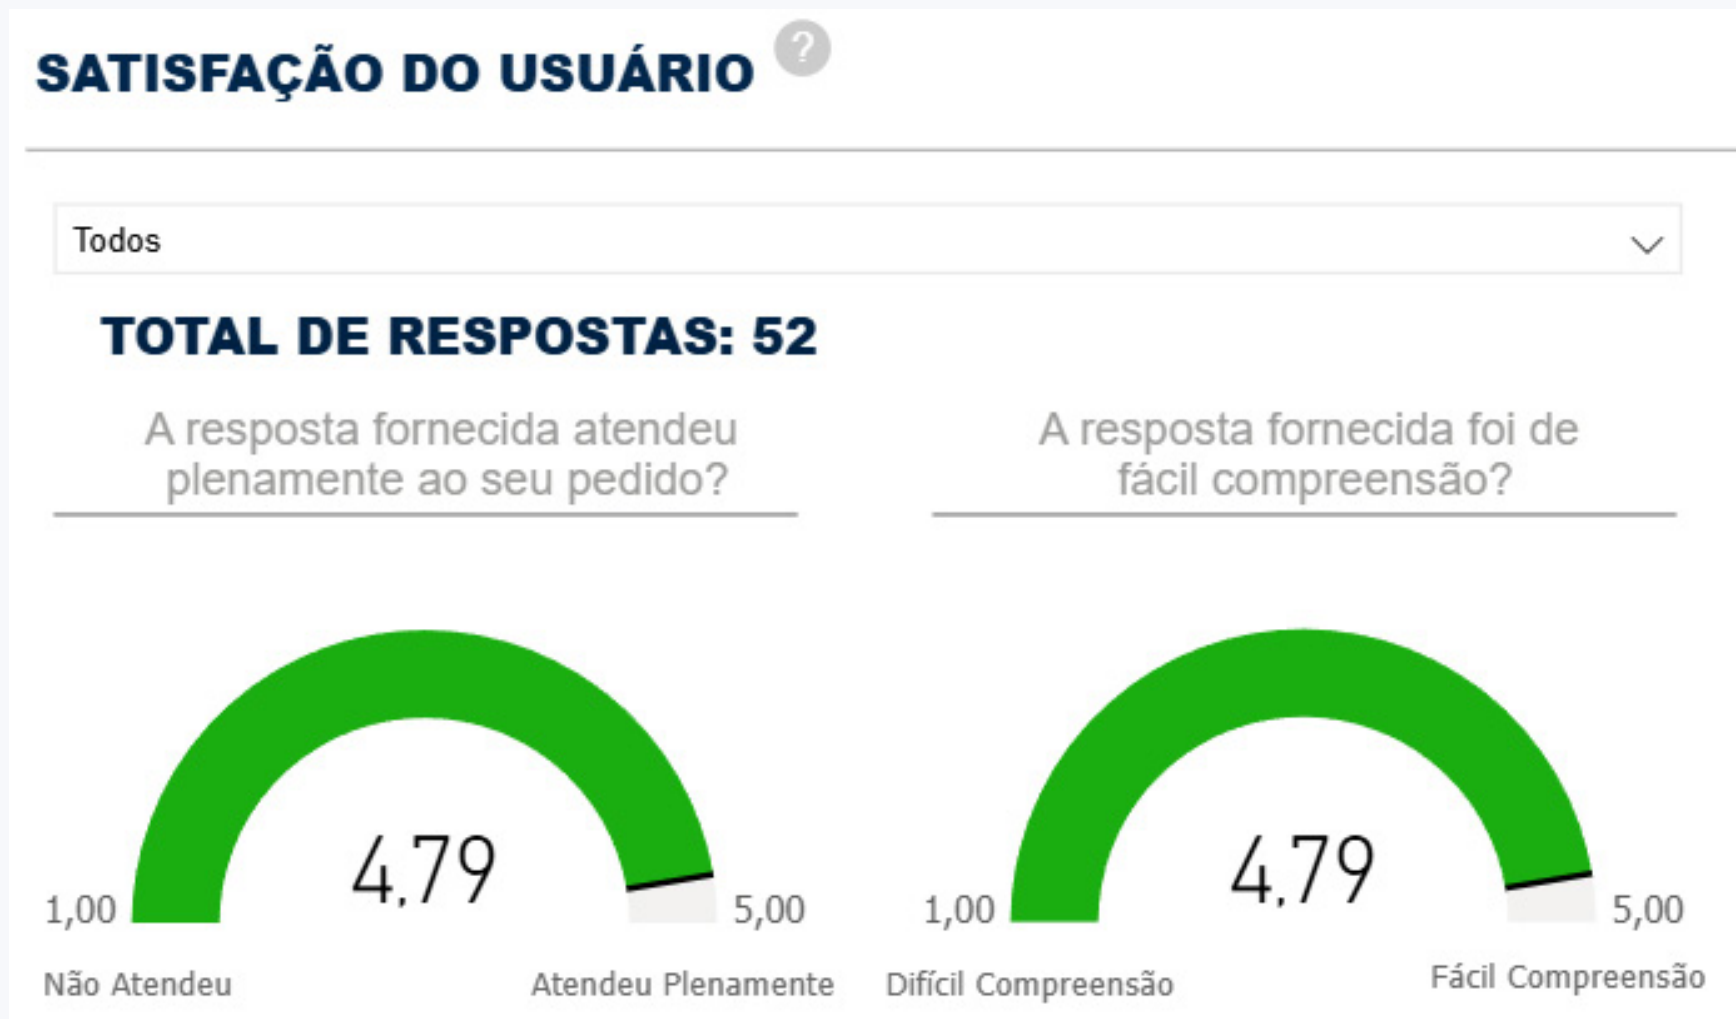 SATISFAÇÃO DO USUÁRIO ?
Todos
TOTAL DE RESPOSTAS: 52
A resposta fornecida atendeu
plenamente ao seu pedido?
A resposta fornecida foi de
fácil compreensão?
4,79
1,00
5,00
Não Atendeu
Atendeu Plenamente
4,79
1,00
5,00
Difícil Compreensão
Fácil Compreensão